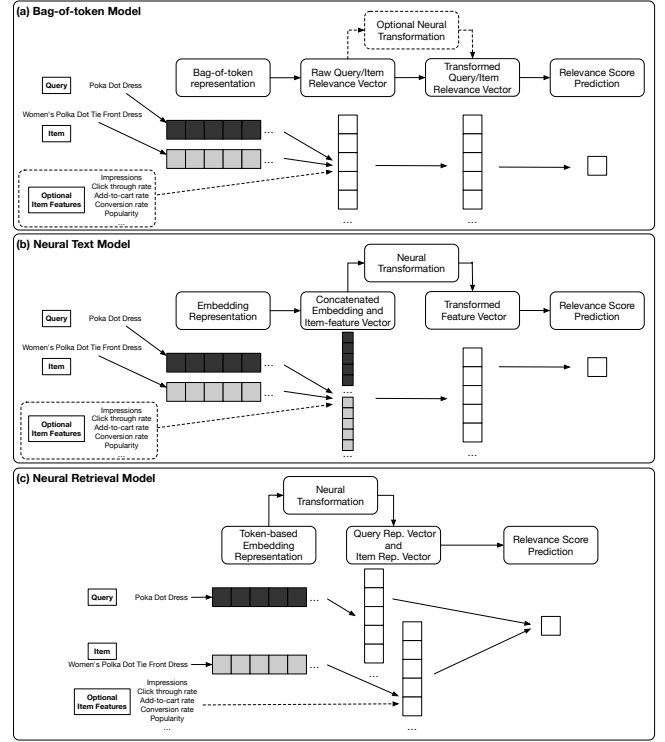 (a) Bag-of-token Model
Optional Neural
Transformation
Bag-of-token
representation
Raw Query/Item
Relevance Vector
Transformed
Query/Item
Relevance Vector
Relevance Score
Prediction
Query
Poka Dot Dress
Women's Polka Dot Tie Front Dress
Item
...
...
Optional
Item Features
Impressions
Click through rate
Add-to-cart rate
Conversion rate
Popularity
...
...
...
(b) Neural Text Model
Neural
Transformation
Embedding
Representation
Concatenated
Embedding and
Item-feature Vector
Transformed
Feature Vector
Relevance Score
Prediction
Query
Poka Dot Dress
Women's Polka Dot Tie Front Dress
Item
...
...
...
Optional
Item Features
Impressions
Click through rate
Add-to-cart rate
Conversion rate
Popularity
...
...
...
(c) Neural Retrieval Model
Neural
Transformation
Token-based
Embedding
Representation
Query Rep. Vector
and
Item Rep. Vector
Relevance Score
Prediction
Query
Poka Dot Dress
...
Item
Women's Polka Dot Tie Front Dress
...
...
Optional
Item Features
Impressions
Click through rate
Add-to-cart rate
Conversion rate
Popularity
...
...